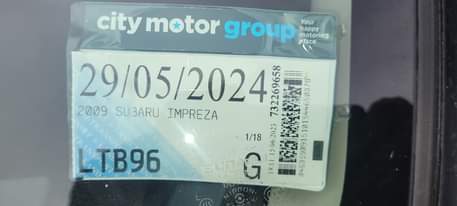 city motor group
Your
happy
motoring
place
29/05/2024
2009 SUBARU IMPREZA
1/18
LTB96
G
732269658